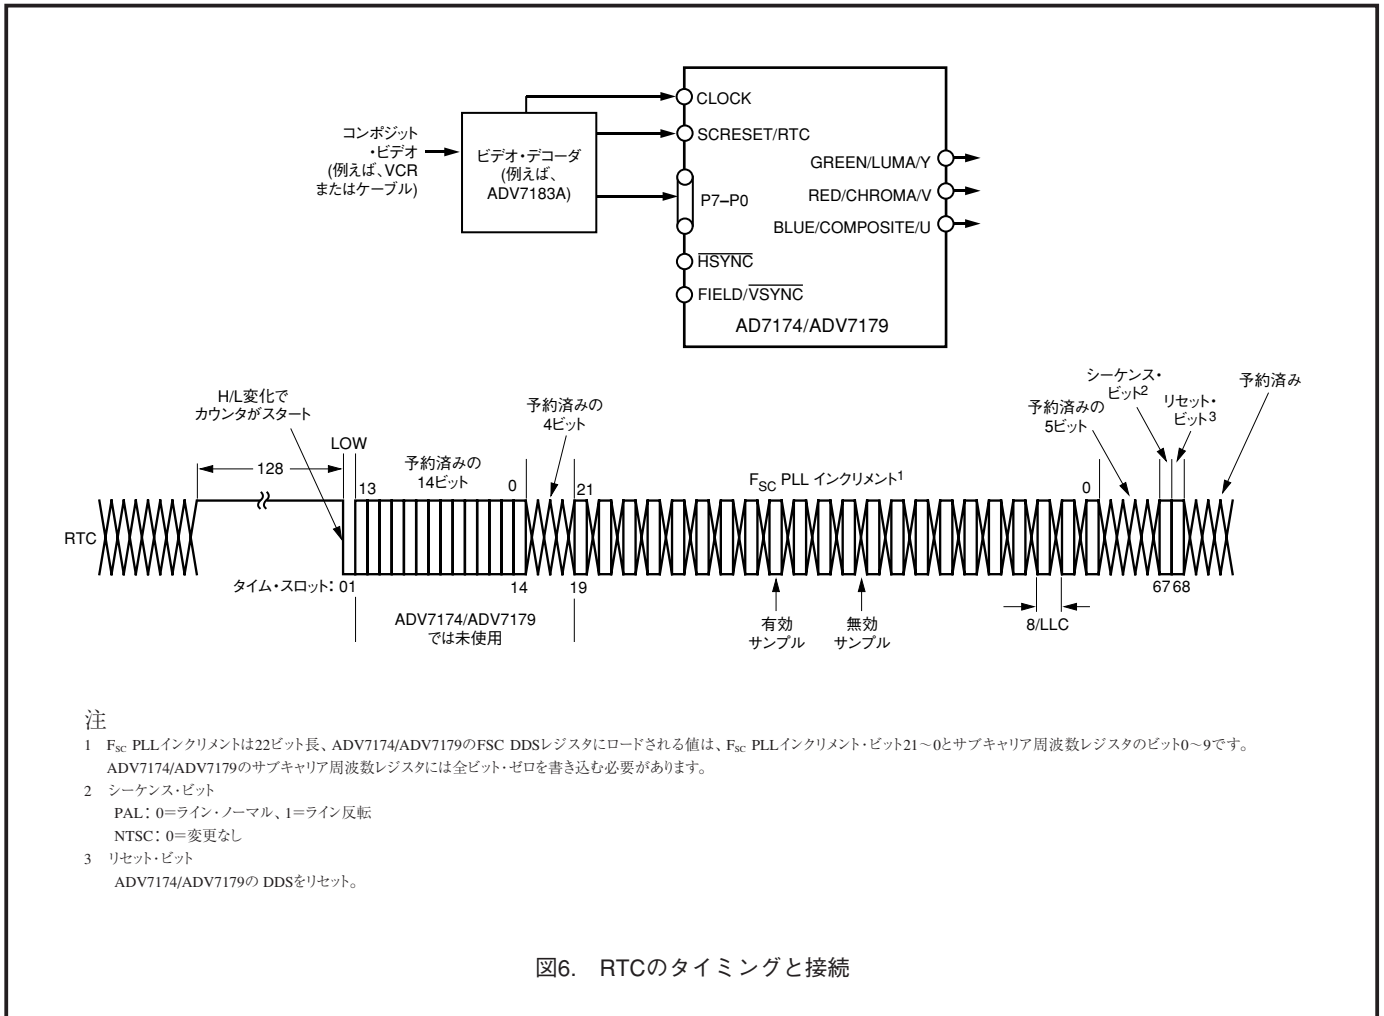 コンポジット
・ビデオ
(例えば、VCR
またはケーブル)
ビデオ・デコーダ
(例えば、
ADV7183A)
CLOCK
SCRESET/RTC
P7–P0
HSYNC
FIELD/VSYNC
GREEN/LUMA/Y
RED/CHROMA/V
BLUE/COMPOSITE/U
AD7174/ADV7179
H/L変化で
カウンタがスタート
LOW
128
13
予約済みの
14ビット
0
予約済みの
4ビット
21
FSC PLL インクリメント1
0
予約済みの
5ビット
シーケンス・
ビット2
リセット・
ビット3
予約済み
RTC
タイム・スロット: 01
14
19
67 68
ADV7174/ADV7179
では未使用
有効
サンプル
無効
サンプル
8/LLC
注
1 FSC PLLインクリメントは22ビット長、ADV7174/ADV7179のFSC DDSレジスタにロードされる値は、FSC PLLインクリメント・ビット21～0とサブキャリア周波数レジスタのビット0～9です。
ADV7174/ADV7179のサブキャリア周波数レジスタには全ビット・ゼロを書き込む必要があります。
2 シーケンス・ビット
PAL：0＝ライン・ノーマル、1＝ライン反転
NTSC：0＝変更なし
3 リセット・ビット
ADV7174/ADV7179の DDSをリセット。
図6. RTCのタイミングと接続